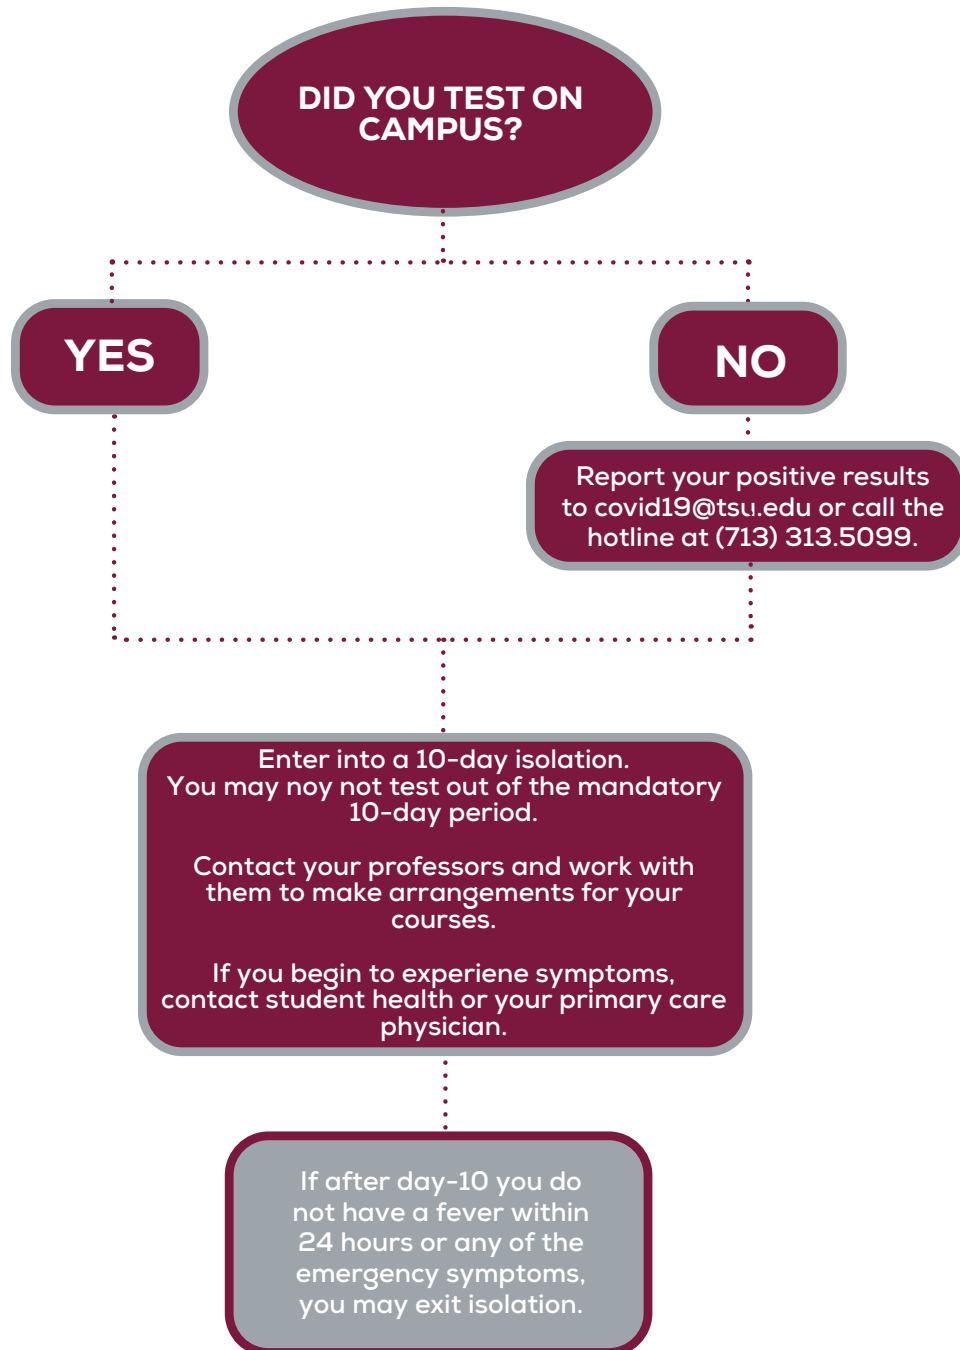 DID YOU TEST ON
CAMPUS?
YES
NO
Report your positive results
to covid19@tsu.edu or call the
hotline at (713) 313.5099.
Enter into a 10-day isolation.
You may noy not test out of the mandatory
10-day period.
Contact your professors and work with
them to make arrangements for your
courses.
If you begin to experiene symptoms,
contact student health or your primary care
physician.
If after day-10 you do
not have a fever within
24 hours or any of the
emergency symptoms,
you may exit isolation.